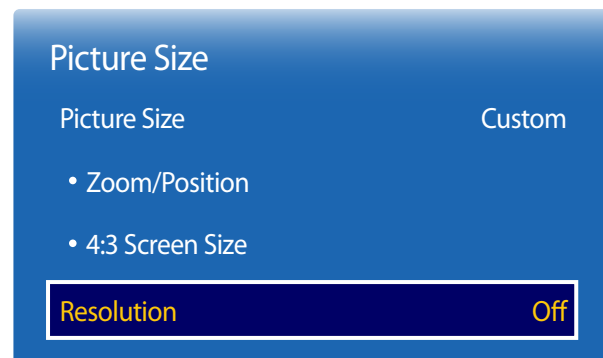 Picture Size
Picture Size Custom
• Zoom/Position
• 4:3 Screen Size
Resolution Off